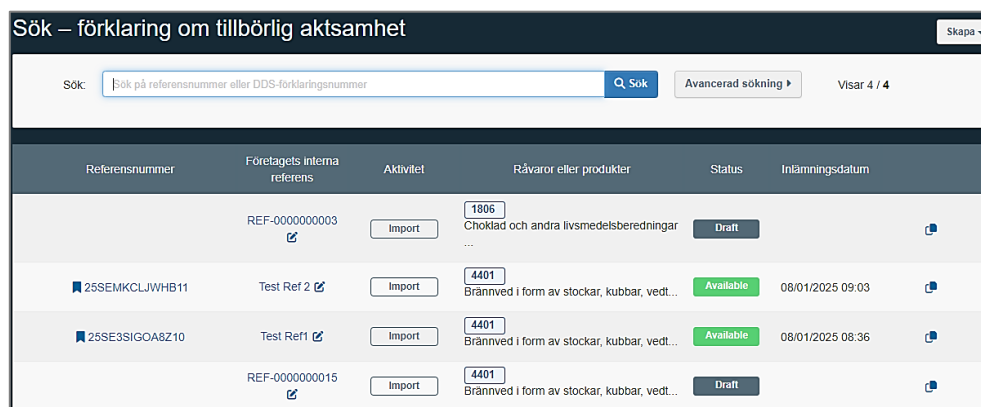 Sök – förklaring om tillbörlig aktsamhet
Skapa
Sök:
Sök på referensnummer eller DDS-förklaringsnummer
Sök
Avancerad sökning
Visar 4 / 4
Referensnummer
Företagets interna
referens
Aktivitet
Råvaror eller produkter
Status
Inlämningsdatum
REF-0000000003
Import
1806
Choklad och andra livsmedelsberedningar
...
Draft
25SEMKCLJWHB11
Test Ref 2
Import
4401
Brännved i form av stockar, kubbar, vedt...
Available
08/01/2025 09:03
25SE3SIGOA8Z10
Test Ref1
Import
4401
Brännved i form av stockar, kubbar, vedt...
Available
08/01/2025 08:36
REF-0000000015
Import
4401
Brännved i form av stockar, kubbar, vedt...
Draft